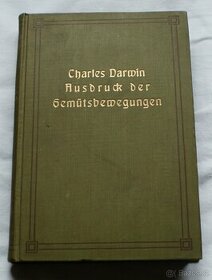 Charles Darwin
Ausdruck der
Gemütsbewegungen